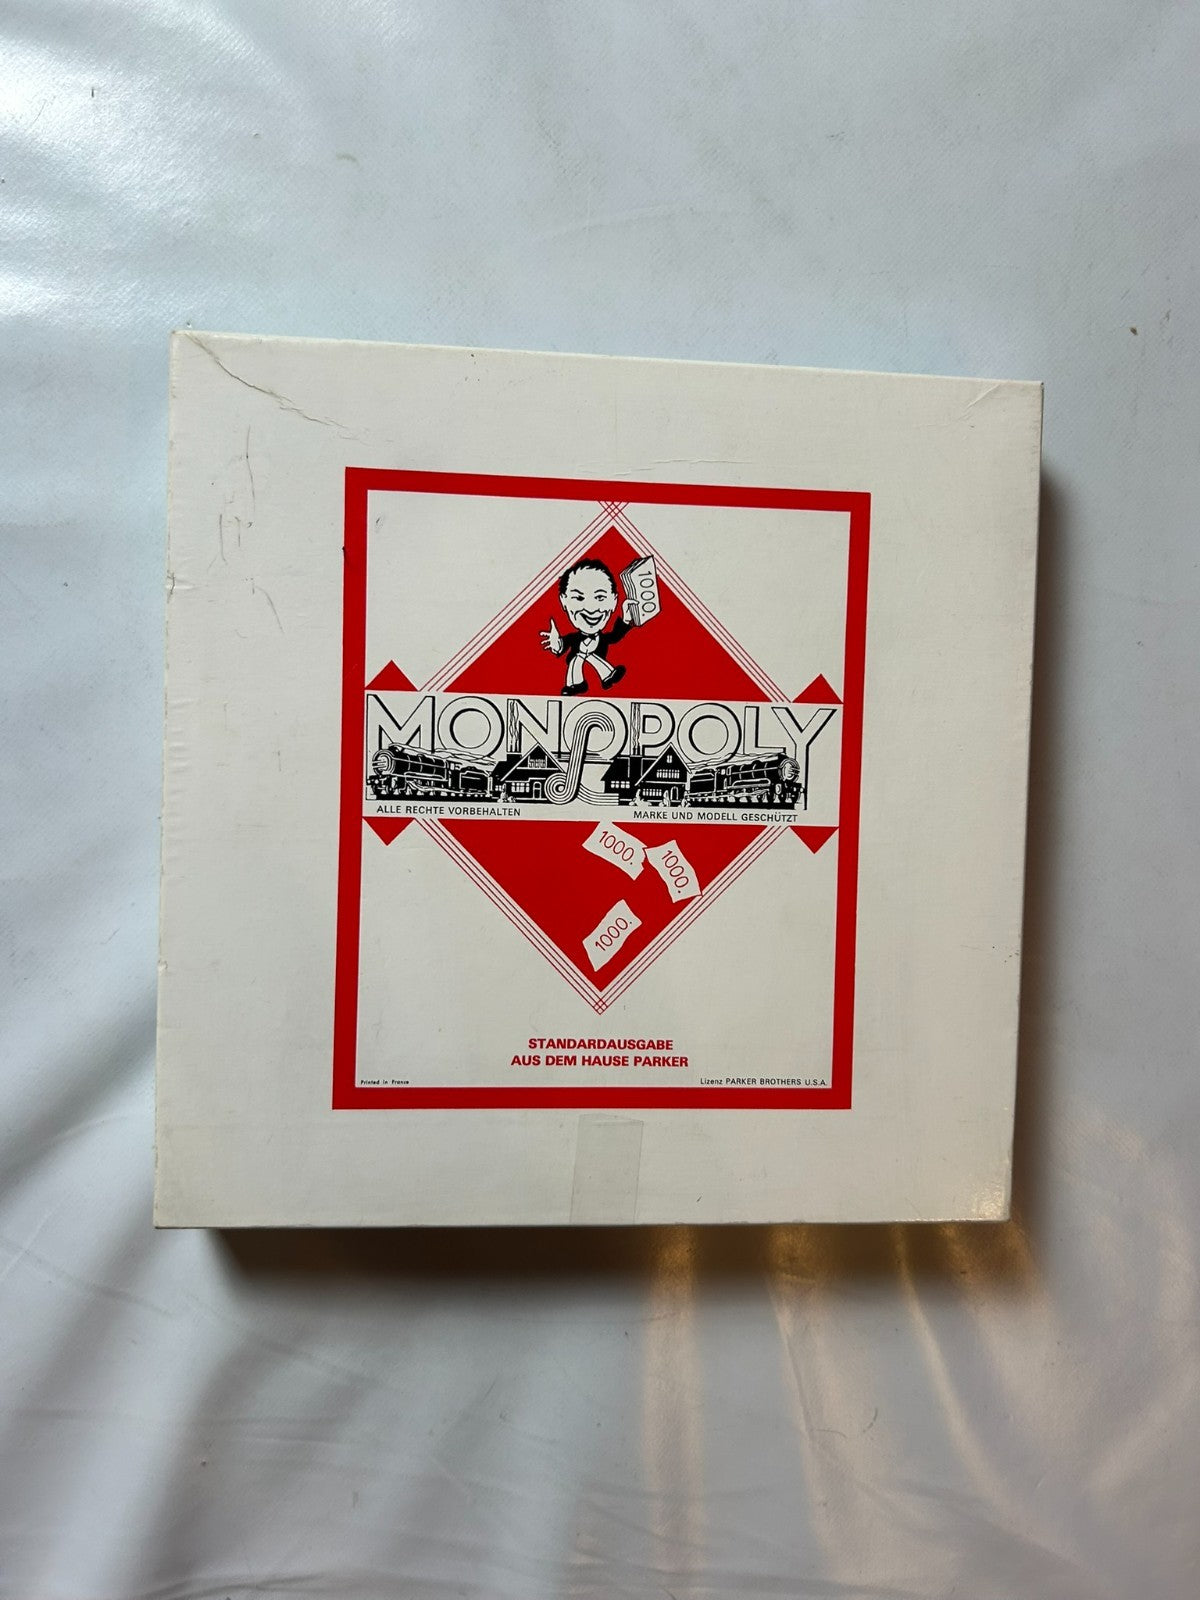 1000.
MONOPOLY
ALLE RECHTE VORBEHALTEN
MARKE UND MODELL GESCHÜTZT
1000.
1000.
1000.
STANDARDAUSGABE
AUS DEM HAUSE PARKER
Printed in France
Lizenz PARKER BROTHERS U.S.A.